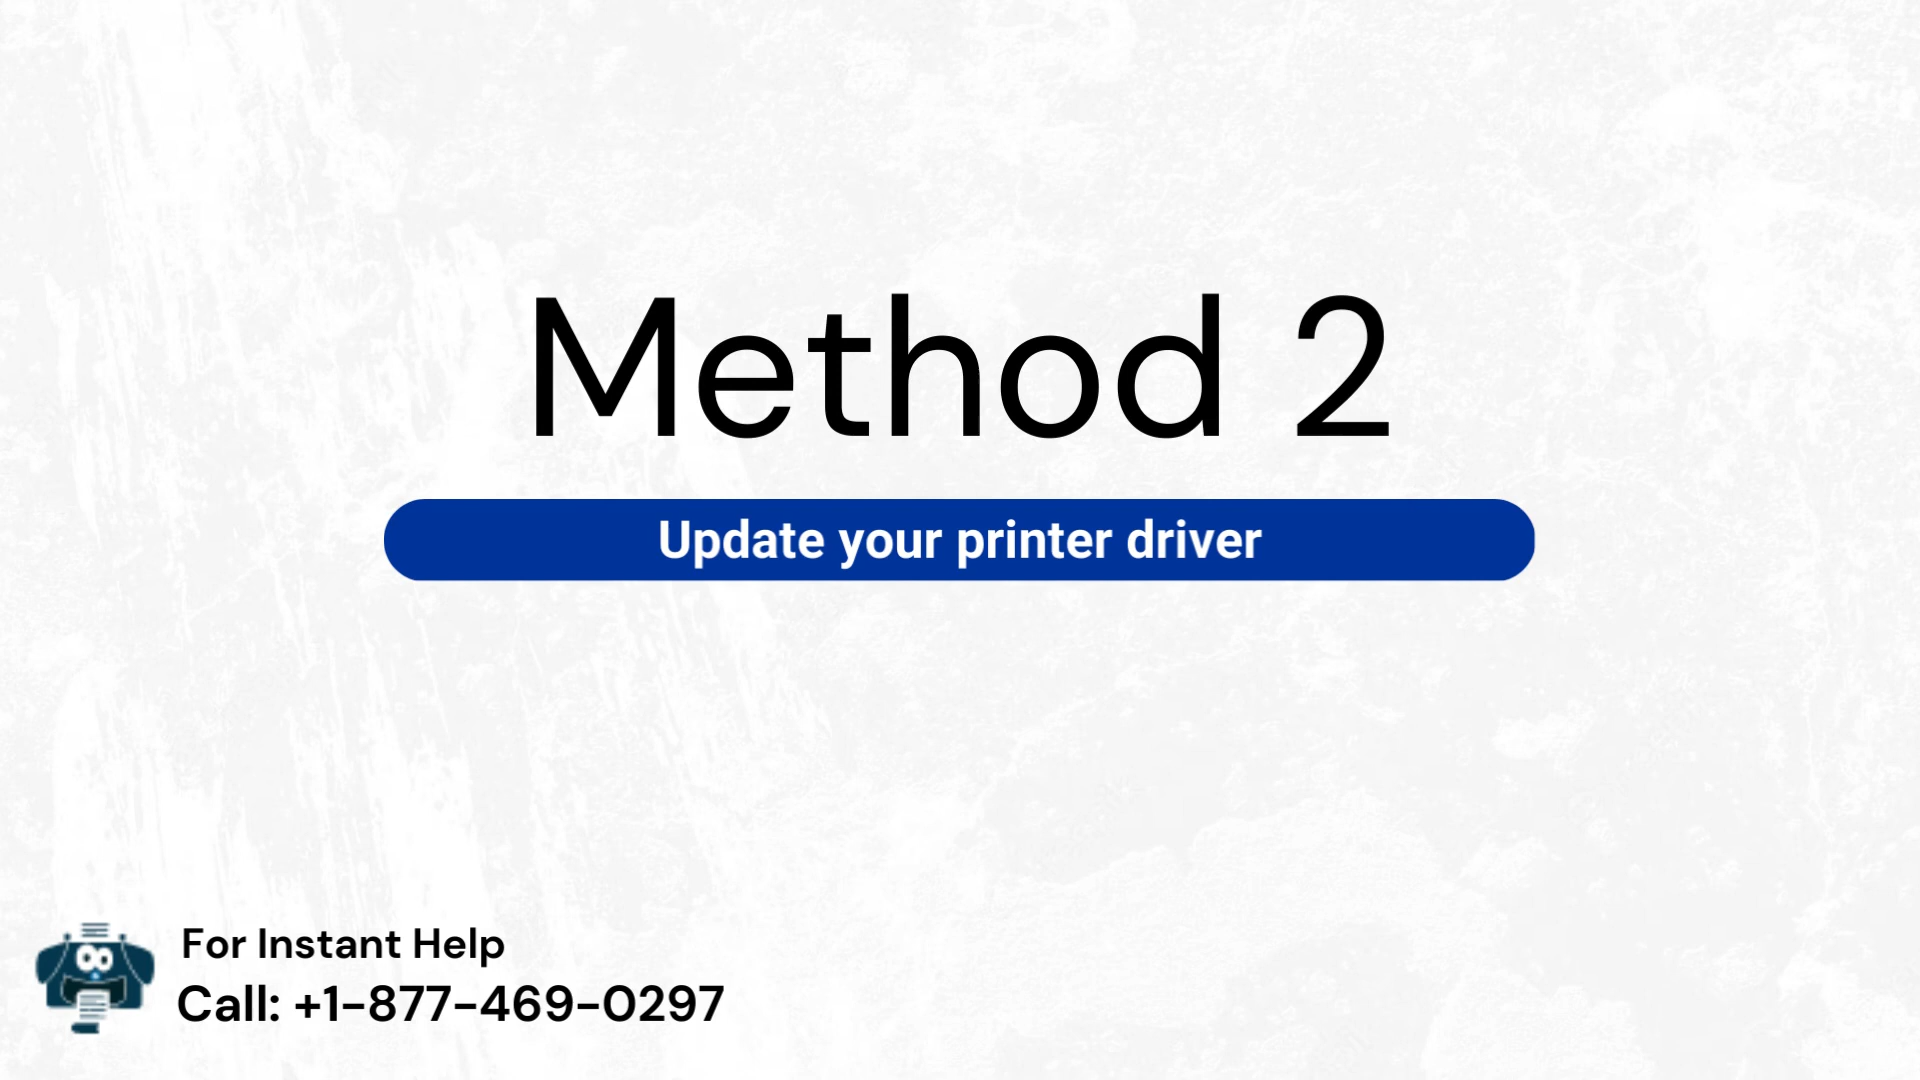 Method 2
Update your printer driver
For Instant Help
Call: +1-877-469-0297